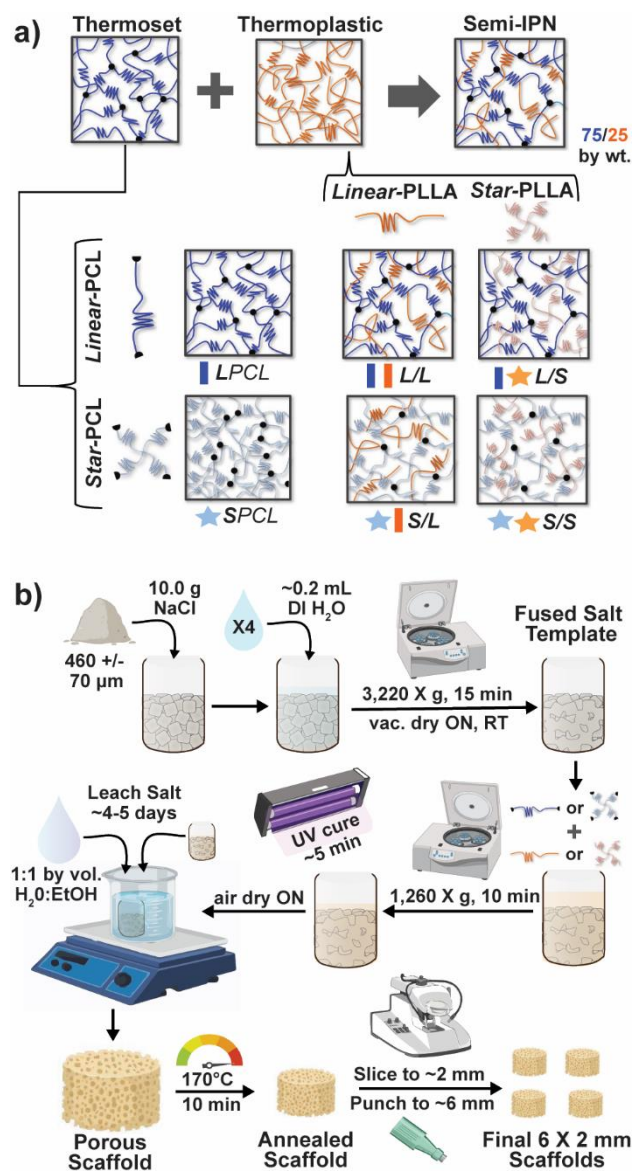 a)
Thermoset
Thermoplastic
Semi-IPN
75/25
by wt.
Linear-PLLA
Star-PLLA
Linear-PCL
LPCL
L/L
L/S
Star-PCL
SPCL
S/L
S/S
b)
10.0 g
NaCl
460 +/-
70 µm
~0.2 mL
DI H₂O
X4
3,220 X g, 15 min
vac. dry ON, RT
Fused Salt
Template
or
+
or
1,260 X g, 10 min
UV cure
~5 min
air dry ON
Leach Salt
~4-5 days
1:1 by vol.
H₂0:EtOH
Porous
Scaffold
170°C
10 min
Annealed
Scaffold
Slice to ~2 mm
Punch to ~6 mm
Final 6 X 2 mm
Scaffolds